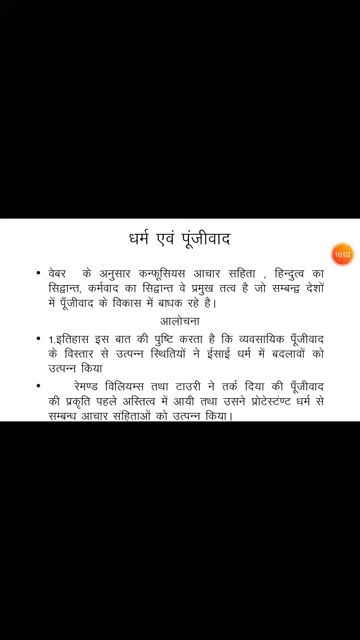 धर्म एवं पूंजीवाद
10:02
• वेबर के अनुसार कन्फूसियस आचार सहिता , हिन्दुत्व का
सिद्वान्त, कर्मवाद का सिद्वान्त वे प्रमुख तत्व है जो सम्बन्द्व देशों
में पूँजीवाद के विकास में बाधक रहे है।
आलोचना
• 1.इतिहास इस बात की पुष्टि करता है कि व्यवसायिक पूँजीवाद
के विस्तार से उत्पन्न स्थितियों ने ईसाई धर्म में बदलावों को
उत्पन्न किया
• रेमण्ड विलियम्स तथा टाउरी ने तर्क दिया की पूँजीवाद
की प्रकृति पहले अस्तित्व में आयी तथा उसने प्रोटेस्टंण्ट धर्म से
सम्बन्ध आचार संहिताओं को उत्पन्न किया।